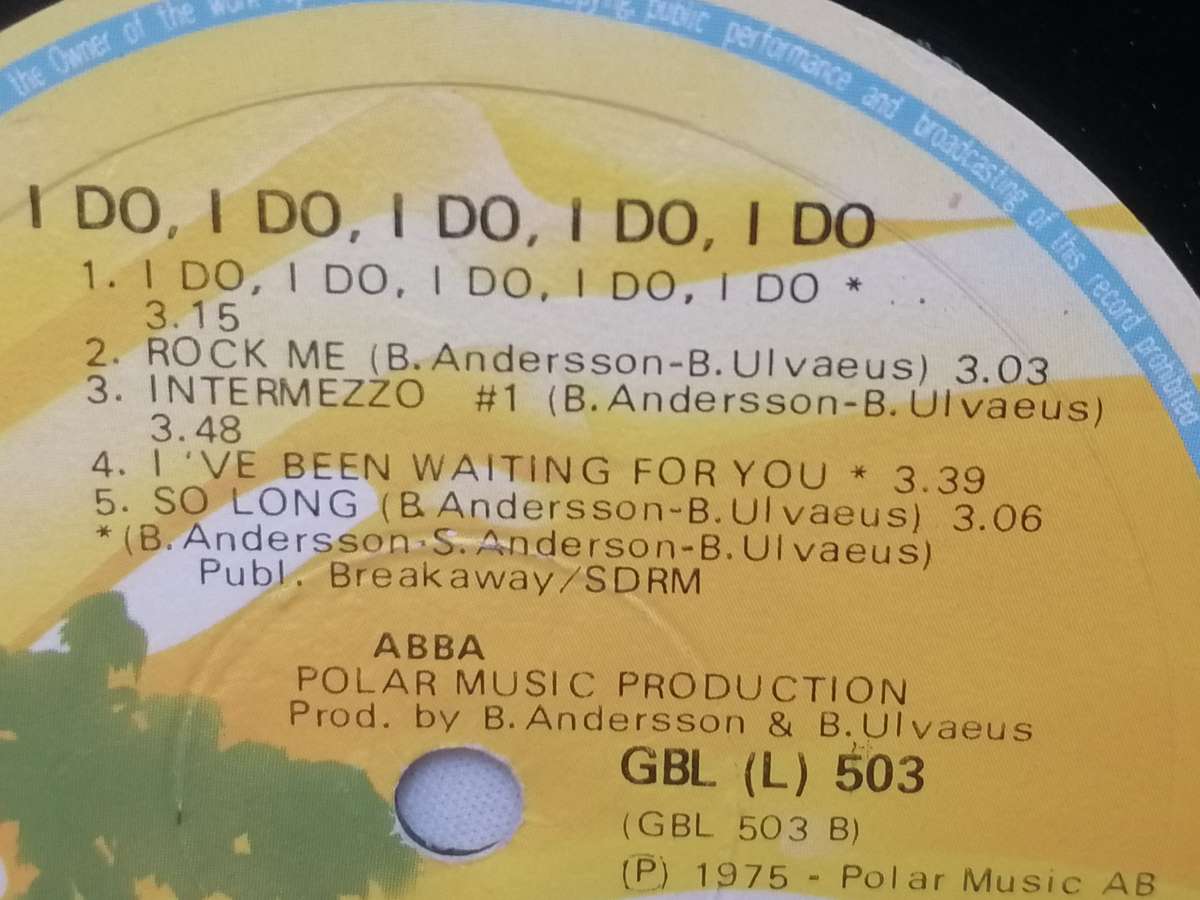 the Owner of the work
public performance and broadcasting of this record prohibited
I DO, I DO, I DO, I DO, I DO
1. I DO, I DO, I DO, I DO, I DO *
3.15
2. ROCK ME (B. Andersson-B. Ulvaeus) 3.03
3. INTERMEZZO #1 (B. Andersson-B. Ulvaeus)
3.48
4. I 'VE BEEN WAITING FOR YOU * 3.39
5. SO LONG (B. Andersson-B. Ulvaeus) 3.06
* (B. Andersson-S. Anderson-B. Ulvaeus)
Publ. Breakaway/SDRM
ABBA
POLAR MUSIC PRODUCTION
Prod. by B. Andersson & B. Ulvaeus
GBL (L) 503
(GBL 503 B)
(P) 1975 - Polar Music AB